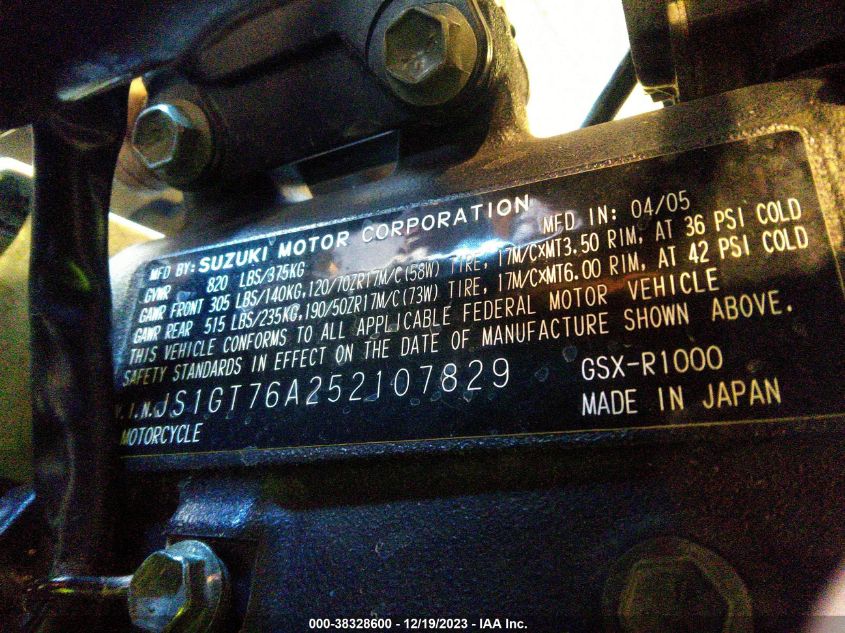 MFD BY: SUZUKI MOTOR CORPORATION MFD IN: 04/05
GVWR 820 LBS/375KG
GAWR FRONT 305 LBS/140KG,120/70ZR17M/C(58W) TIRE, 17M/C×MT3.50 RIM, AT 36 PSI COLD
GAWR REAR 515 LBS/235KG,190/50ZR17M/C(73W) TIRE, 17M/C×MT6.00 RIM, AT 42 PSI COLD
THIS VEHICLE CONFORMS TO ALL APPLICABLE FEDERAL MOTOR VEHICLE
SAFETY STANDARDS IN EFFECT ON THE DATE OF MANUFACTURE SHOWN ABOVE.
V.I.N. JS1GT76A252107829 GSX-R1000
MOTORCYCLE MADE IN JAPAN
000-38328600 - 12/19/2023 - IAA Inc.